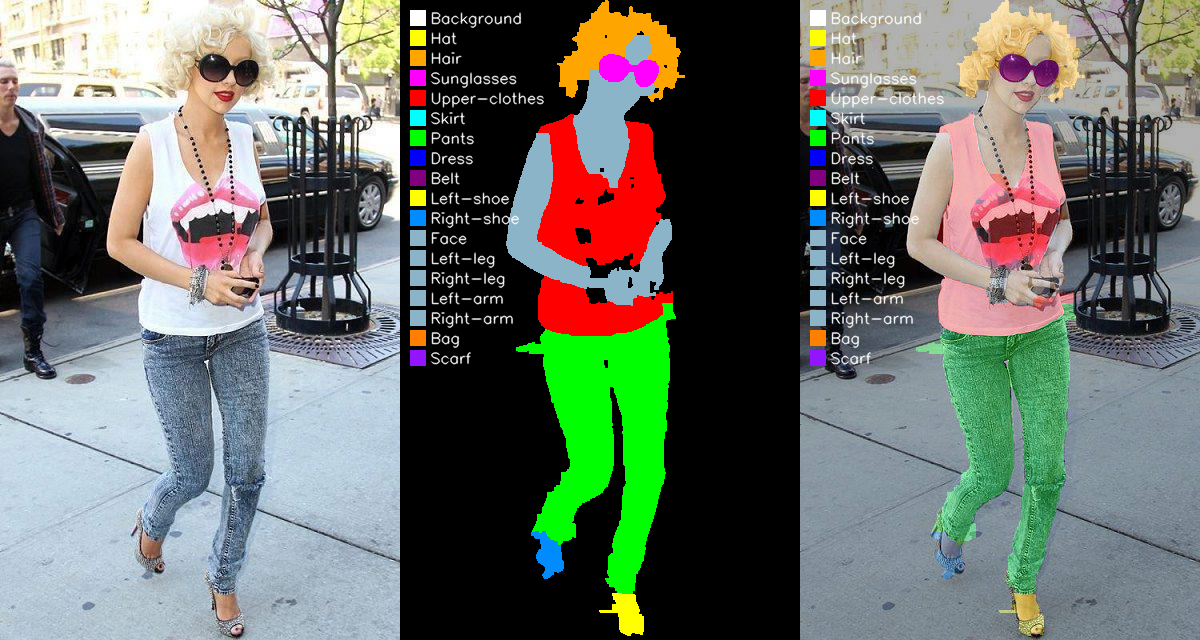 Background
Hat
Hair
Sunglasses
Upper-clothes
Skirt
Pants
Dress
Belt
Left-shoe
Right-shoe
Face
Left-leg
Right-leg
Left-arm
Right-arm
Bag
Scarf
Background
Hat
Hair
Sunglasses
Upper-clothes
Skirt
Pants
Dress
Belt
Left-shoe
Right-shoe
Face
Left-leg
Right-leg
Left-arm
Right-arm
Bag
Scarf